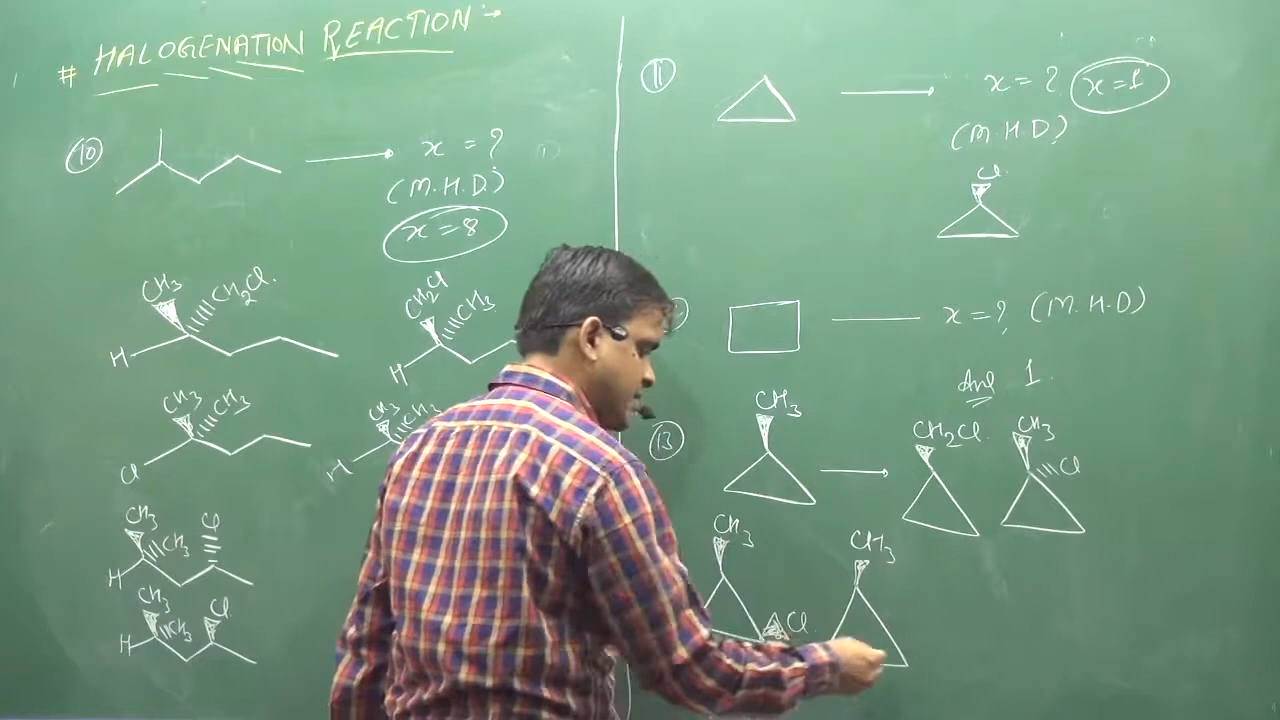 # HALOGENATION REACTION :-
10
x = ?
(M.H.D.)
x = 8
CH3
CH2Cl.
H
CH2Cl
CH3
H
CH3
CH3
Cl
CH3
CH3
H
CH3
CH3
Cl
H
CH3
CH3
Cl
H
11
x = ? x = 1
(M.H.D)
Cl
x = ? (M.H.D)
Ans 1.
13
CH3
CH2Cl.
CH3
Cl
CH3
Cl
CH3